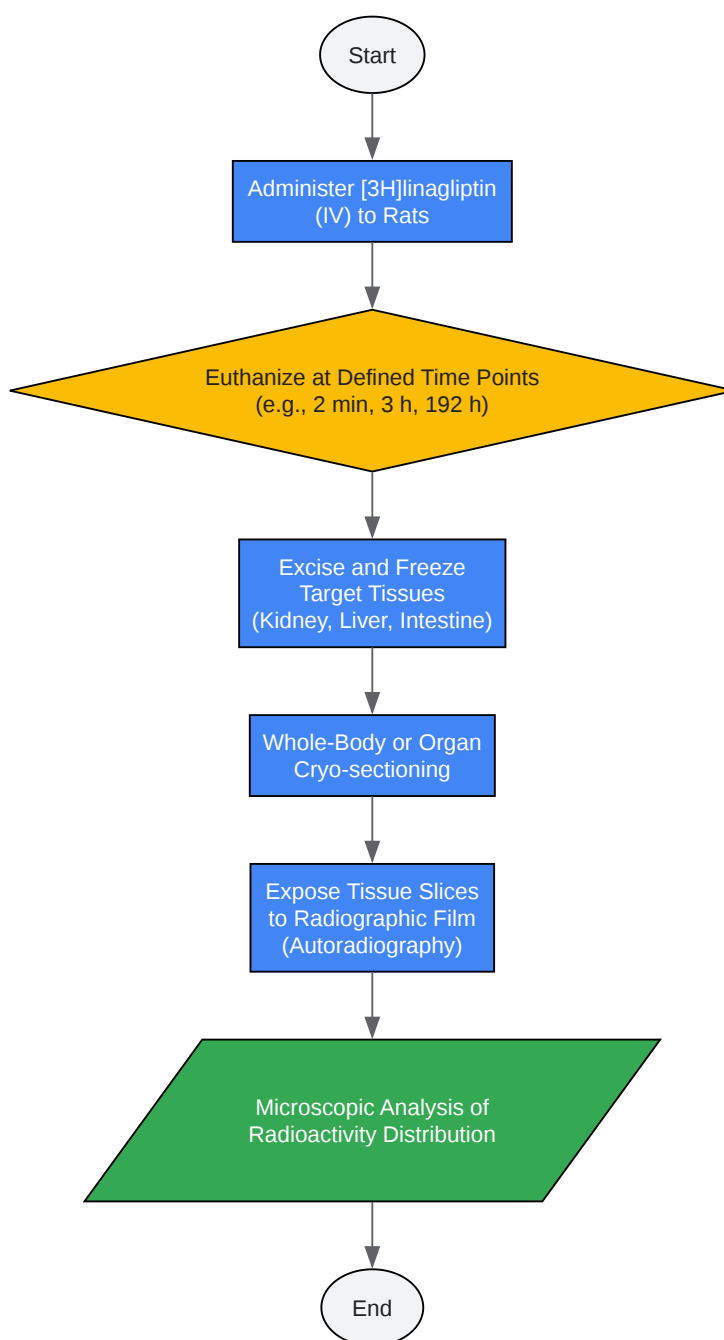 Start
Administer [3H]linagliptin
(IV) to Rats
Euthanize at Defined Time Points
(e.g., 2 min, 3 h, 192 h)
Excise and Freeze
Target Tissues
(Kidney, Liver, Intestine)
Whole-Body or Organ
Cryo-sectioning
Expose Tissue Slices
to Radiographic Film
(Autoradiography)
Microscopic Analysis of
Radioactivity Distribution
End